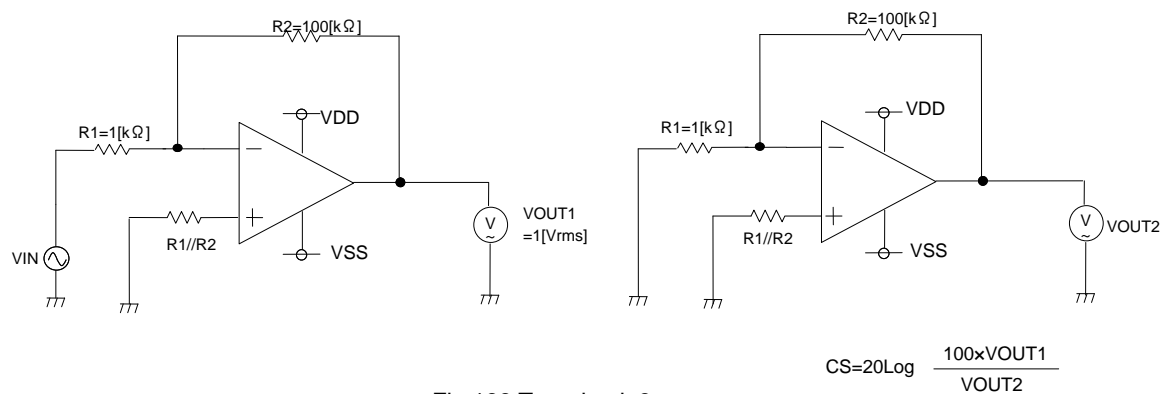 R2=100[kΩ]
VDD
R1=1[kΩ]
−
+
R1//R2
VSS
VIN
V
~
VOUT1
=1[Vrms]
R2=100[kΩ]
VDD
R1=1[kΩ]
−
+
R1//R2
VSS
V
~
VOUT2
CS=20Log 100×VOUT1
VOUT2